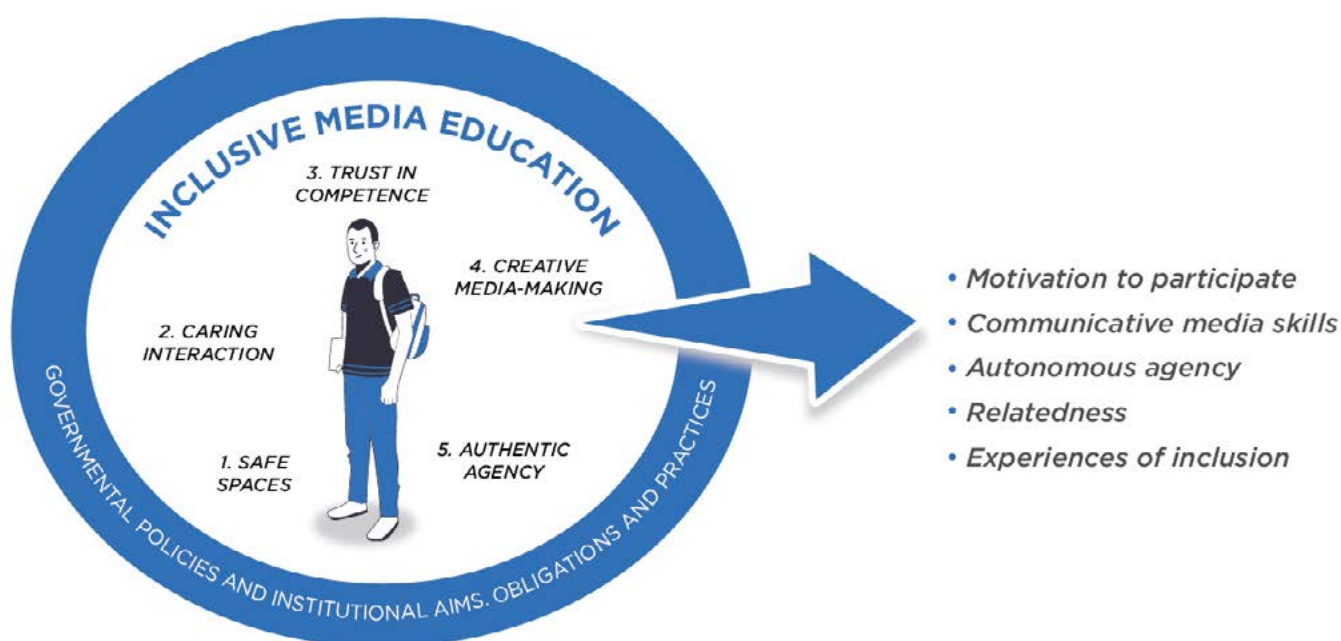 INCLUSIVE MEDIA EDUCATION
3. TRUST IN
COMPETENCE
4. CREATIVE
MEDIA-MAKING
2. CARING
INTERACTION
1. SAFE
SPACES
5. AUTHENTIC
AGENCY
GOVERNMENTAL POLICIES AND INSTITUTIONAL AIMS. OBLIGATIONS AND PRACTICES
• Motivation to participate
• Communicative media skills
• Autonomous agency
• Relatedness
• Experiences of inclusion